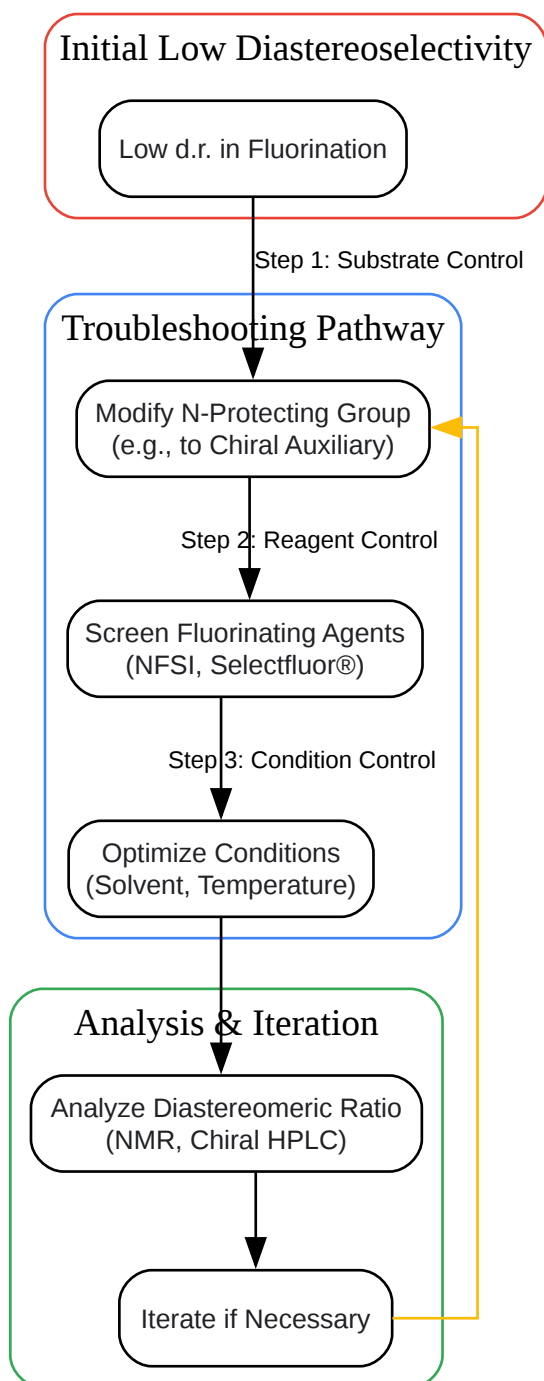 Initial Low Diastereoselectivity
Low d.r. in Fluorination
Step 1: Substrate Control
Troubleshooting Pathway
Modify N-Protecting Group
(e.g., to Chiral Auxiliary)
Step 2: Reagent Control
Screen Fluorinating Agents
(NFSI, Selectfluor®)
Step 3: Condition Control
Optimize Conditions
(Solvent, Temperature)
Analysis & Iteration
Analyze Diastereomeric Ratio
(NMR, Chiral HPLC)
Iterate if Necessary